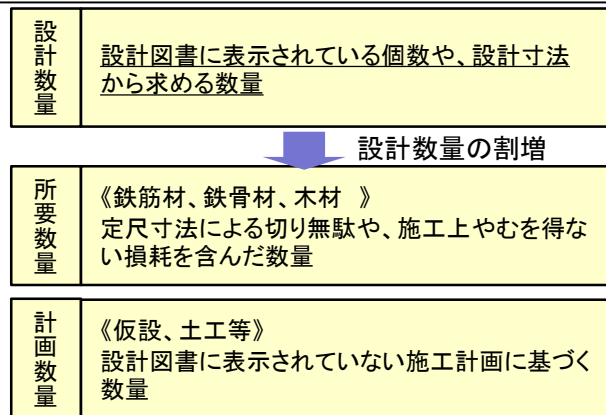 設計数量
設計図書に表示されている個数や、設計寸法
から求める数量
設計数量の割増
所要数量
《鉄筋材、鉄骨材、木材　》
定尺寸法による切り無駄や、施工上やむを得な
い損耗を含んだ数量
計画数量
《仮設、土工等》
設計図書に表示されていない施工計画に基づく
数量